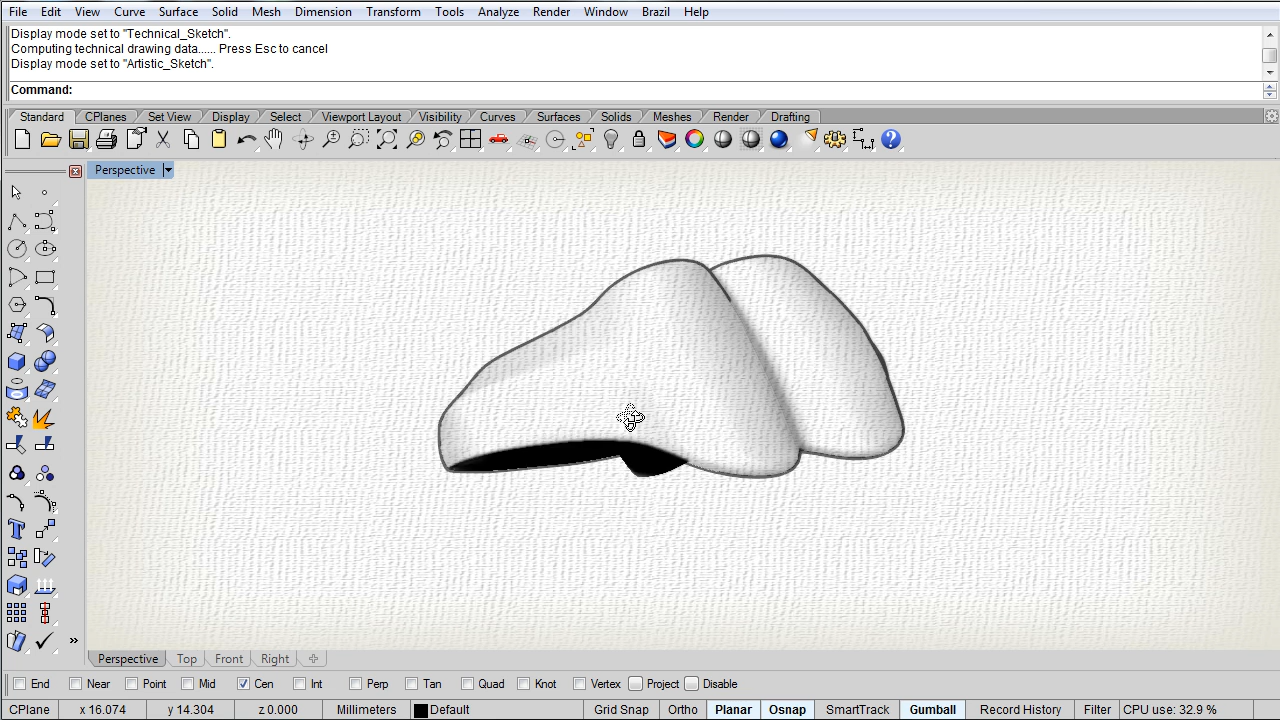 File Edit View Curve Surface Solid Mesh Dimension Transform Tools Analyze Render Window Brazil Help
Display mode set to "Technical_Sketch".
Computing technical drawing data...... Press Esc to cancel
Display mode set to "Artistic_Sketch".
Command:
Standard CPlanes Set View Display Select Viewport Layout Visibility Curves Surfaces Solids Meshes Render Drafting
Perspective
Perspective Top Front Right
End Near Point Mid Cen Int Perp Tan Quad Knot Vertex Project Disable
CPlane x 16.074 y 14.304 z 0.000 Millimeters Default Grid Snap Ortho Planar Osnap SmartTrack Gumball Record History Filter CPU use: 32.9 %